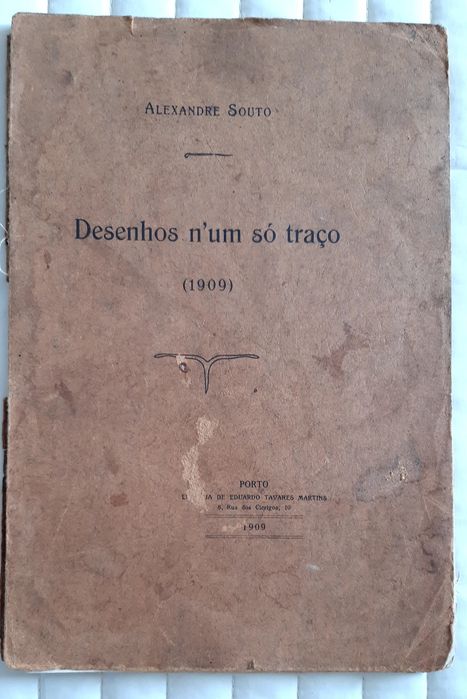 ALEXANDRE SOUTO
Desenhos n'um só traço
(1909)
PORTO
DE EDUARDO TAVARES MARTINS
8, Rua dos Clerigos, 10
1909